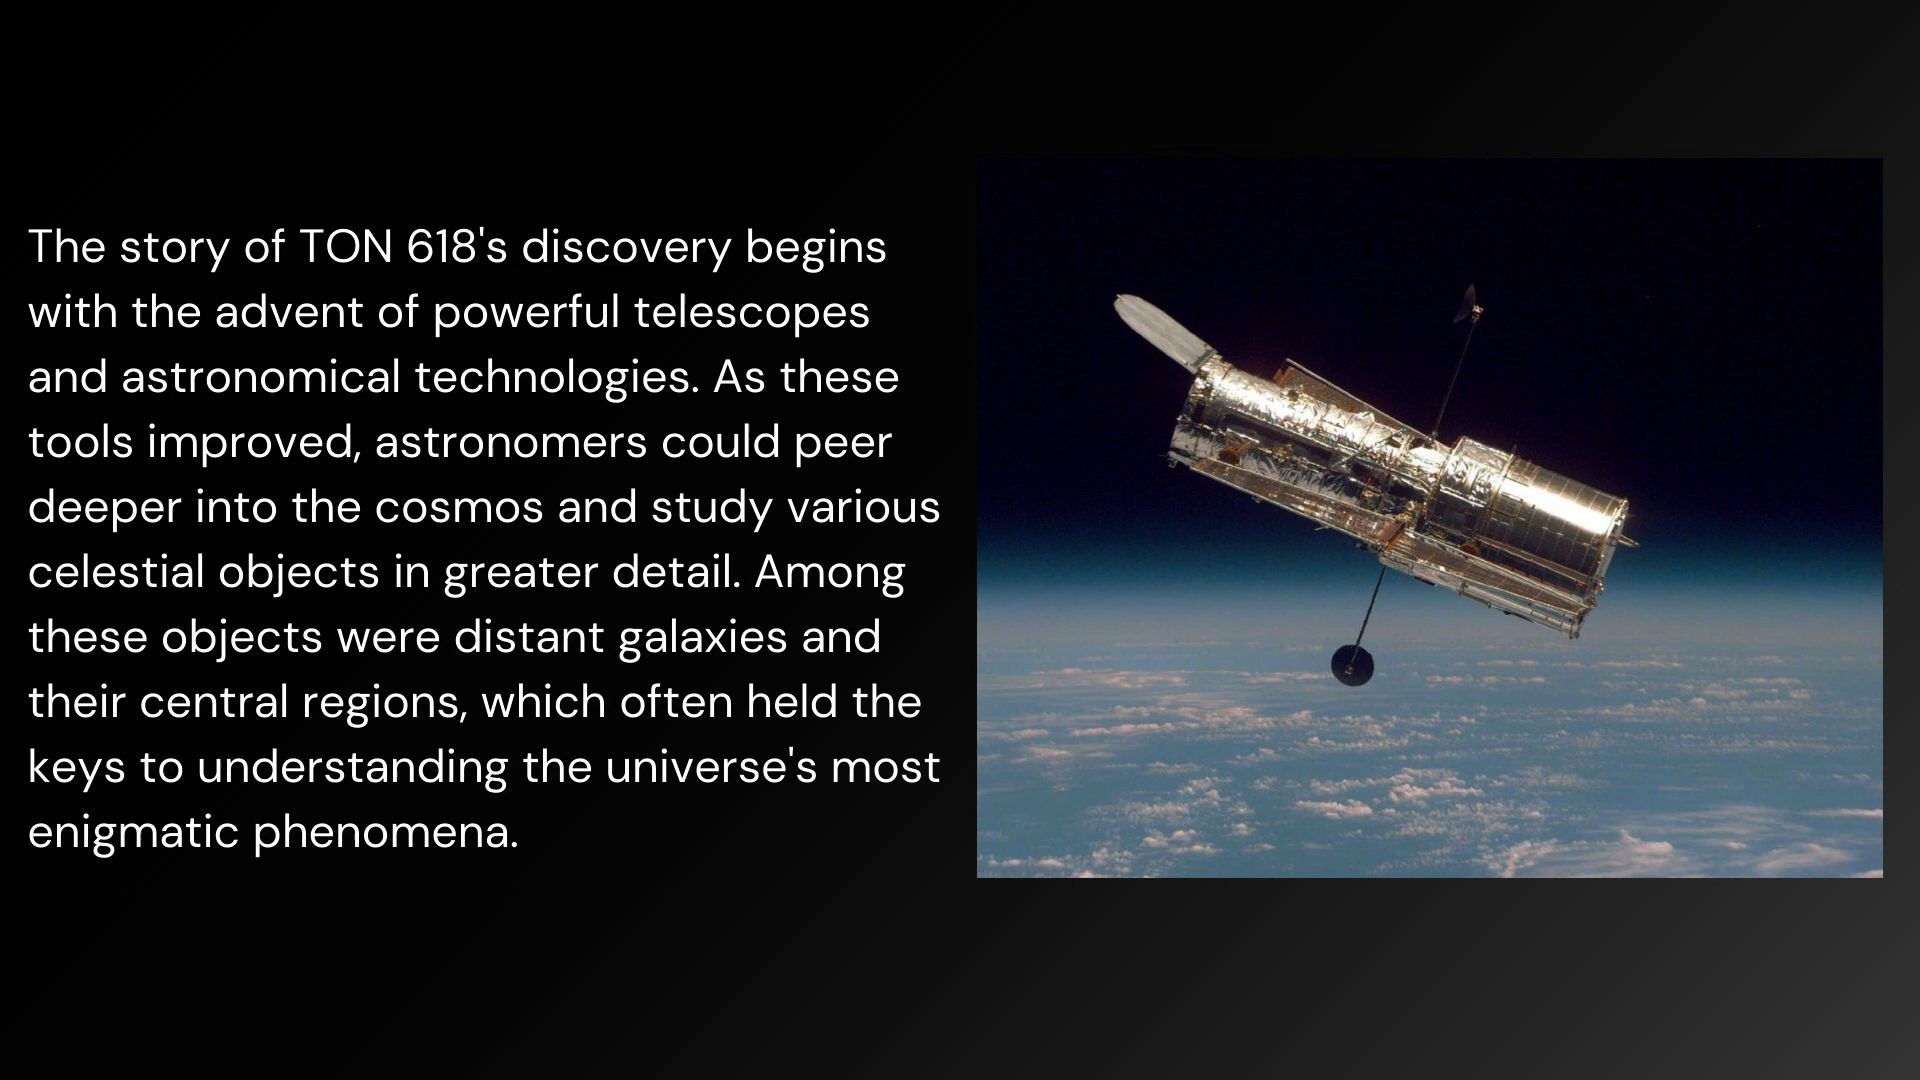 The story of TON 618's discovery begins
with the advent of powerful telescopes
and astronomical technologies. As these
tools improved, astronomers could peer
deeper into the cosmos and study various
celestial objects in greater detail. Among
these objects were distant galaxies and
their central regions, which often held the
keys to understanding the universe's most
enigmatic phenomena.